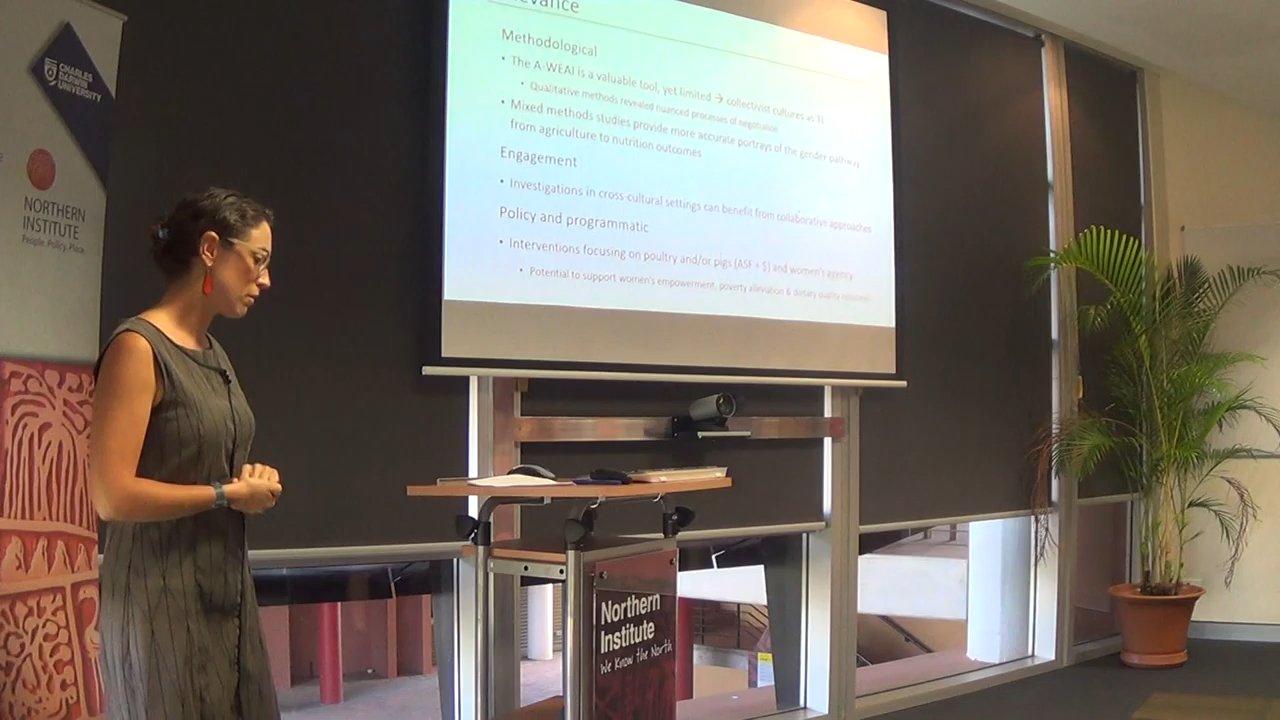 evance
Methodological
• The A-WEAI is a valuable tool, yet limited → collectivist cultures as TL
• Qualitative methods revealed nuanced processes of negotiation
• Mixed methods studies provide more accurate portrays of the gender pathway
from agriculture to nutrition outcomes
Engagement
• Investigations in cross-cultural settings can benefit from collaborative approaches
Policy and programmatic
• Interventions focusing on poultry and/or pigs (ASF + $) and women's agency
• Potential to support women's empowerment, poverty alleviation & dietary quality
CHARLES
DARWIN
UNIVERSITY
NORTHERN
INSTITUTE
People. Policy. Place.
Northern
Institute
We Know the North